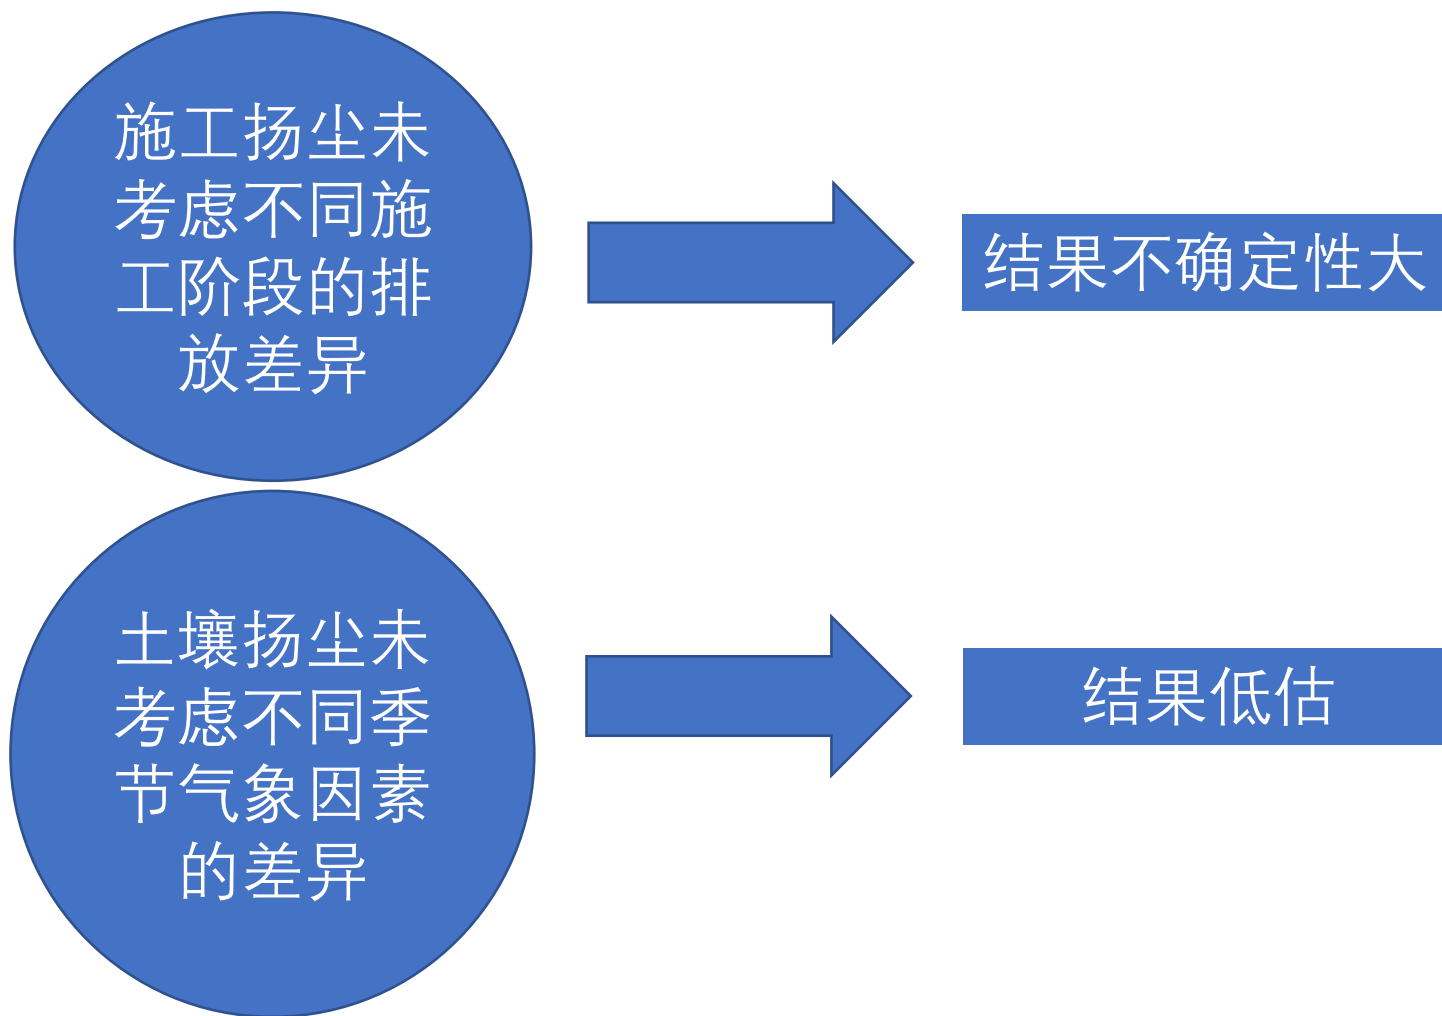 施工扬尘未
考虑不同施
工阶段的排
放差异
结果不确定性大
土壤扬尘未
考虑不同季
节气象因素
的差异
结果低估